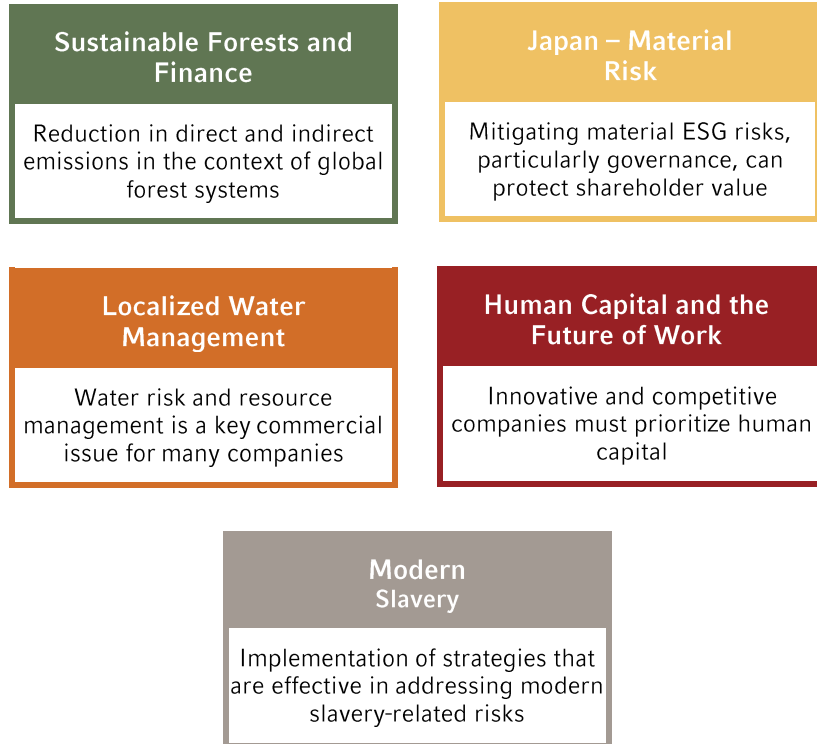 Sustainable Forests and
Finance
Reduction in direct and indirect
emissions in the context of global
forest systems
Japan – Material
Risk
Mitigating material ESG risks,
particularly governance, can
protect shareholder value
Localized Water
Management
Water risk and resource
management is a key commercial
issue for many companies
Human Capital and the
Future of Work
Innovative and competitive
companies must prioritize human
capital
Modern
Slavery
Implementation of strategies that
are effective in addressing modern
slavery-related risks